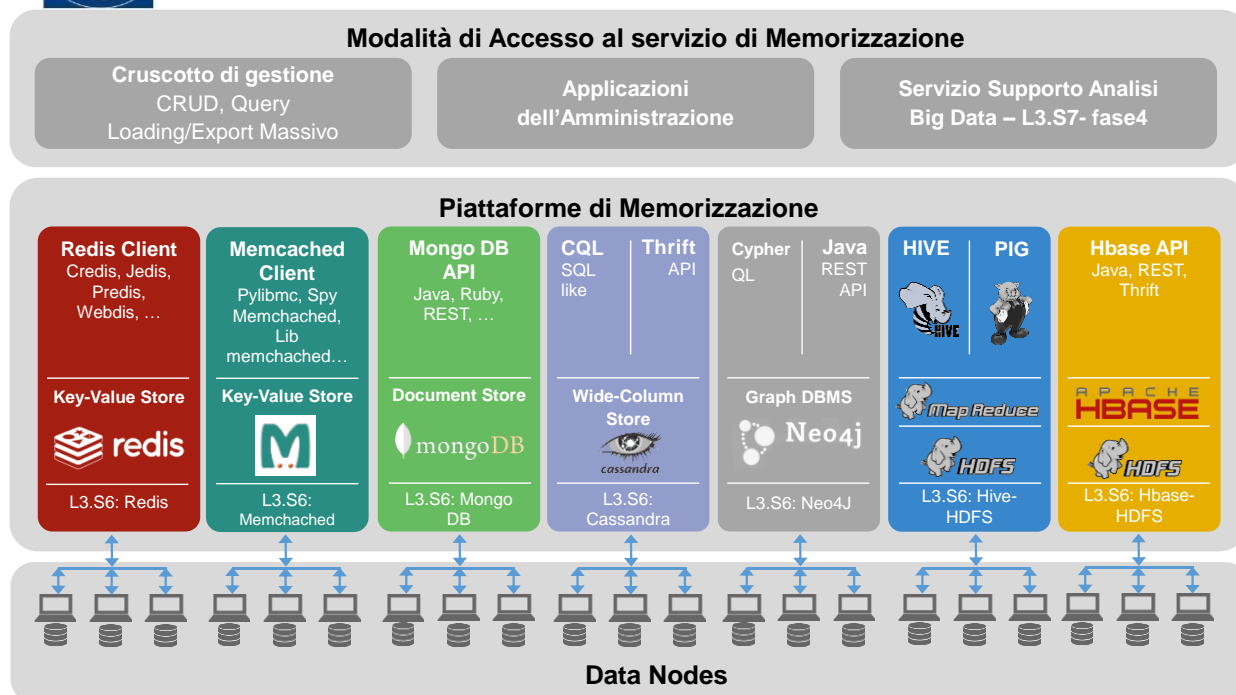 Modalità di Accesso al servizio di Memorizzazione
Cruscotto di gestione
CRUD, Query
Loading/Export Massivo
Applicazioni
dell'Amministrazione
Servizio Supporto Analisi
Big Data – L3.S7- fase4
Piattaforme di Memorizzazione
Redis Client
Credis, Jedis,
Predis,
Webdis, …
Key-Value Store
redis
L3.S6: Redis
Memcached
Client
Pylibmc, Spy
Memchached,
Lib
memchached…
Key-Value Store
M
L3.S6:
Memchached
Mongo DB
API
Java, Ruby,
REST, …
Document Store
mongoDB
L3.S6: Mongo
DB
CQL
SQL
like
Thrift
API
Wide-Column
Store
cassandra
L3.S6:
Cassandra
Cypher
QL
Java
REST
API
Graph DBMS
Neo4j
L3.S6: Neo4J
HIVE
HIVE
PIG
Map Reduce
HDFS
L3.S6: Hive-
HDFS
Hbase API
Java, REST,
Thrift
APACHE
HBASE
HDFS
L3.S6: Hbase-
HDFS
Data Nodes